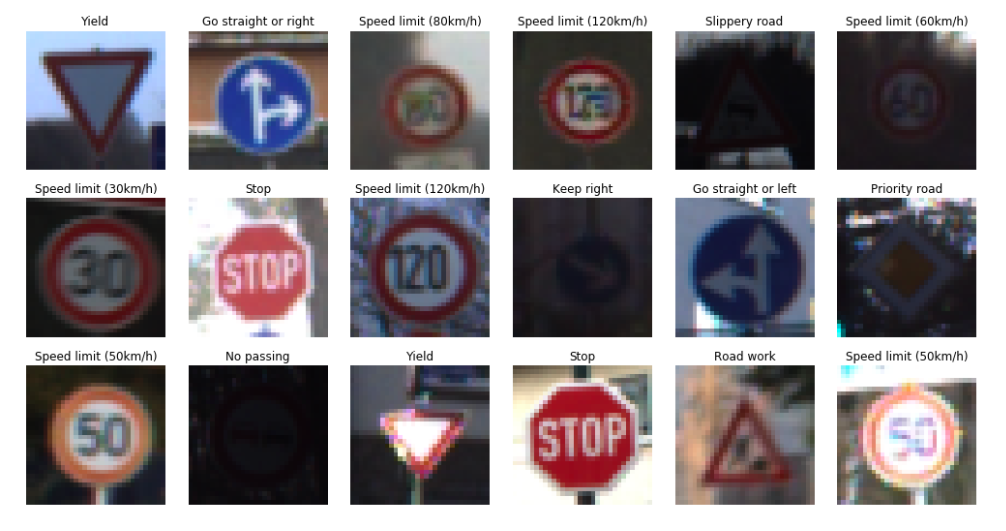 Yield
Go straight or right
Speed limit (80km/h)
Speed limit (120km/h)
Slippery road
Speed limit (60km/h)
80
120
60
Speed limit (30km/h)
Stop
Speed limit (120km/h)
Keep right
Go straight or left
Priority road
30
STOP
120
Speed limit (50km/h)
No passing
Yield
Stop
Road work
Speed limit (50km/h)
50
STOP
50